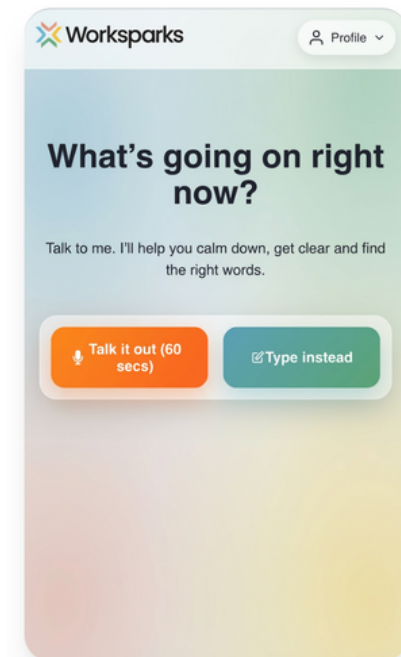 Worksparks
Profile
What's going on right
now?
Talk to me. I'll help you calm down, get clear and find
the right words.
Talk it out (60
secs)
Type instead